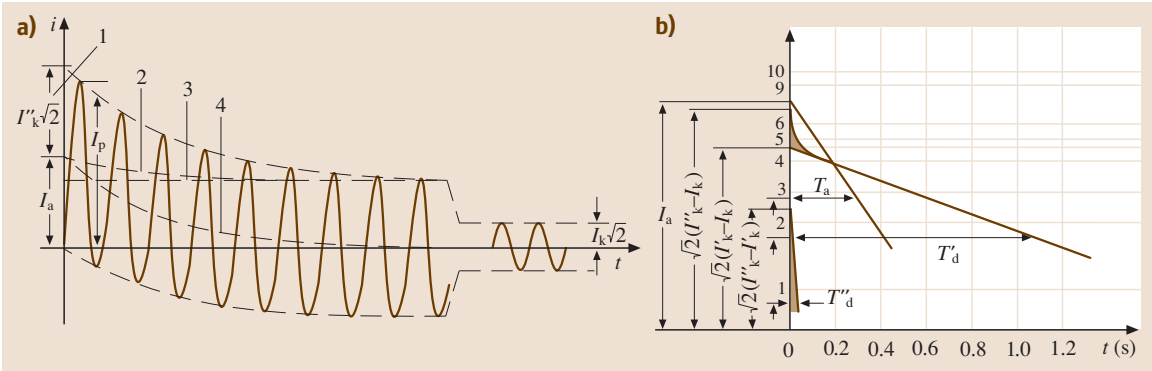 a)
i
1
2
3
4
I″k√2
Ip
Ia
Ik√2
t
b)
10
9
6
5
4
3
2
1
Ia
√2(I″k–Ik)
√2(I′k–Ik)
√2(I″k–I′k)
Ta
T′d
T″d
0 0.2 0.4 0.6 0.8 1.0 1.2 t (s)